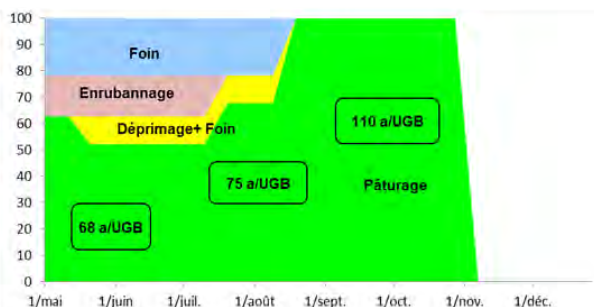 100
90
80
70
60
50
40
30
20
10
0
Foin
Enrubannage
Déprimage+ Foin
110 a/UGB
75 a/UGB
Pâturage
68 a/UGB
1/mai 1/juin 1/juil. 1/août 1/sept. 1/oct. 1/nov. 1/déc.